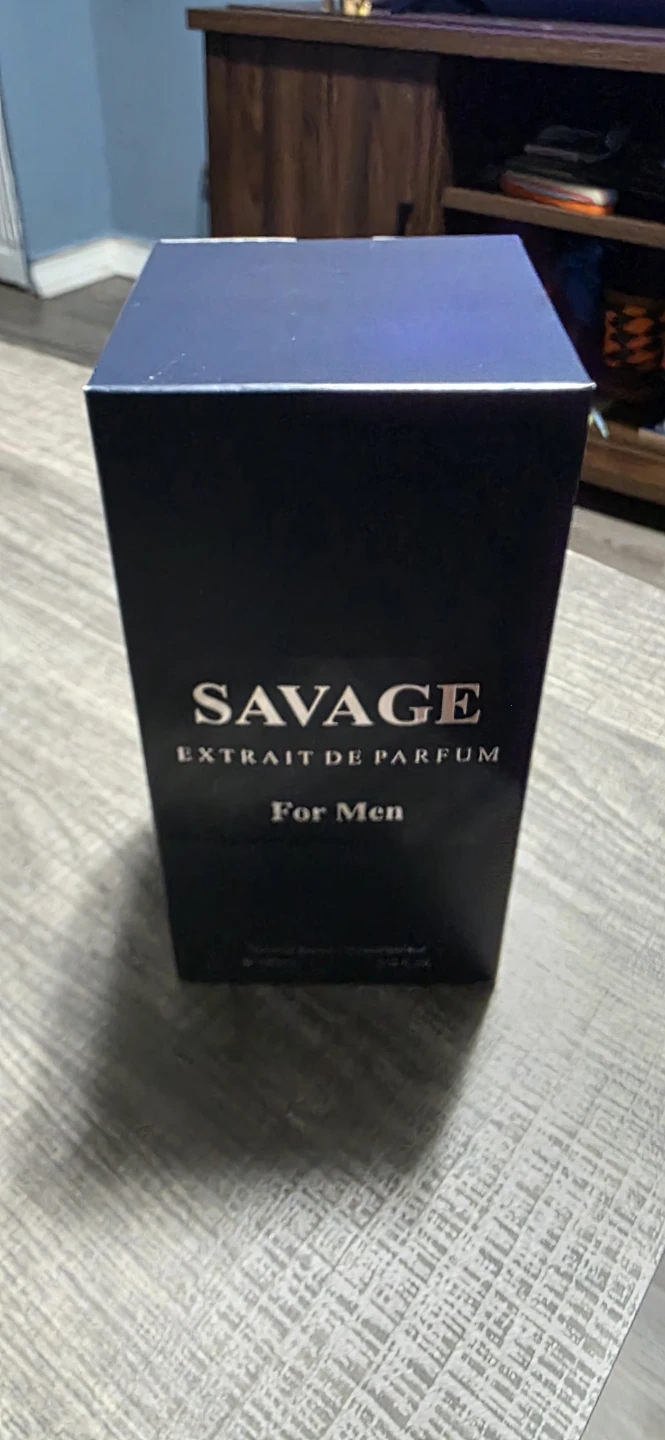 SAVAGE
EXTRAIT DE PARFUM
For Men